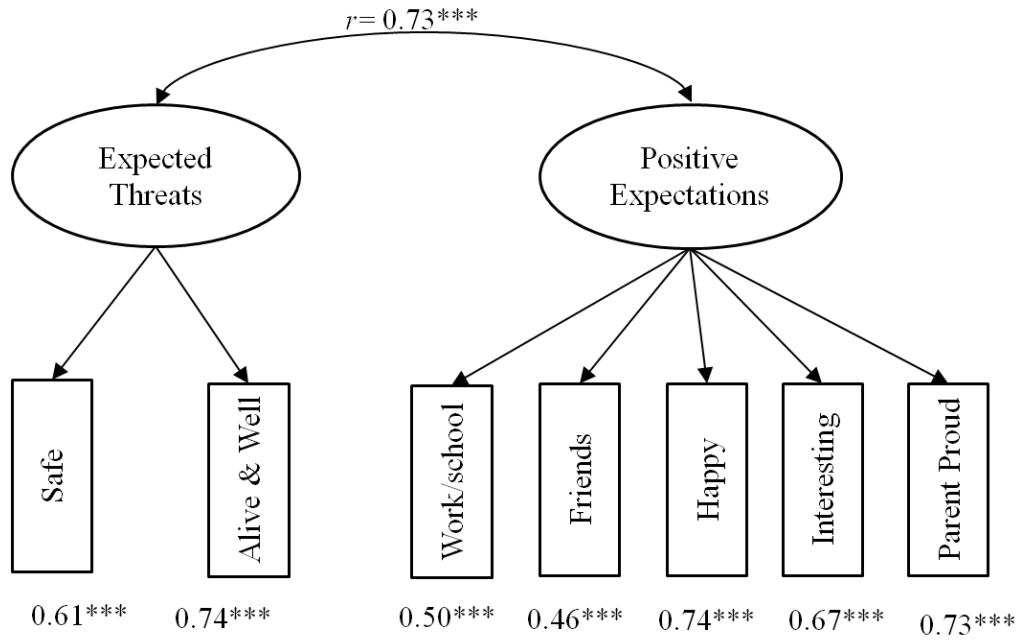 r= 0.73***
Expected
Threats
Positive
Expectations
Safe
Alive & Well
Work/school
Friends
Happy
Interesting
Parent Proud
0.61***
0.74***
0.50***
0.46***
0.74***
0.67***
0.73***